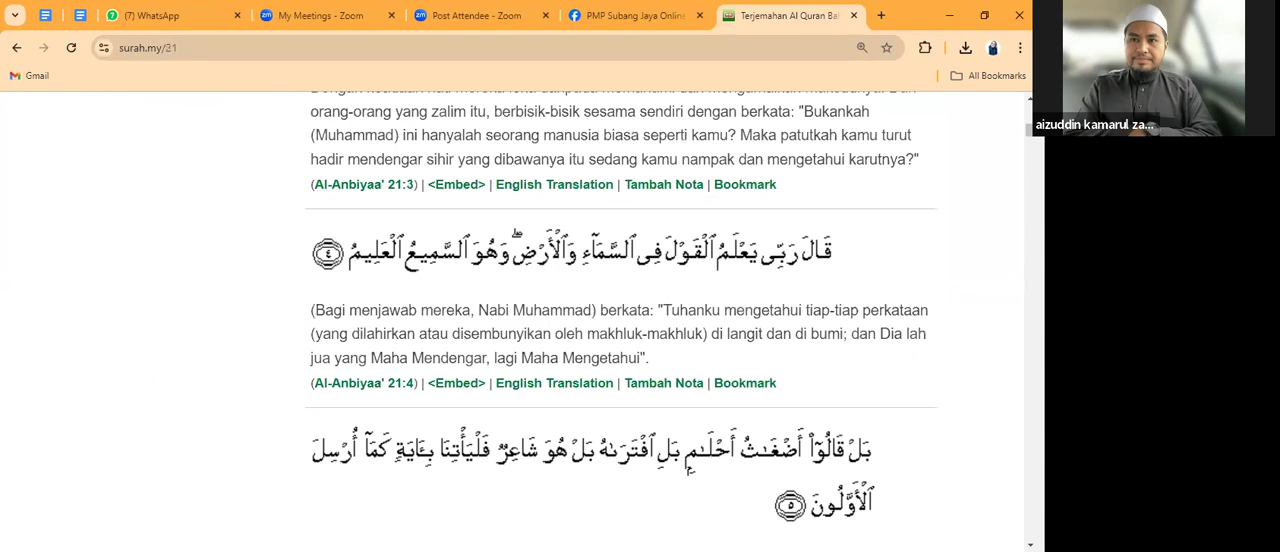 (7) WhatsApp
My Meetings - Zoom
Post Attendee - Zoom
PMP Subang Jaya Online
Terjemahan Al Quran Bah
surah.my/21
Gmail
All Bookmarks
orang-orang yang zalim itu, berbisik-bisik sesama sendiri dengan berkata: "Bukankah
(Muhammad) ini hanyalah seorang manusia biasa seperti kamu? Maka patutkah kamu turut
hadir mendengar sihir yang dibawanya itu sedang kamu nampak dan mengetahui karutnya?"
(Al-Anbiyaa' 21:3) | <Embed> | English Translation | Tambah Nota | Bookmark
قَالَ رَبِّى يَعْلَمُ ٱلْقَوْلَ فِى ٱلسَّمَآءِ وَٱلْأَرْضِ ۖ وَهُوَ ٱلسَّمِيعُ ٱلْعَلِيمُ ٤
(Bagi menjawab mereka, Nabi Muhammad) berkata: "Tuhanku mengetahui tiap-tiap perkataan
(yang dilahirkan atau disembunyikan oleh makhluk-makhluk) di langit dan di bumi; dan Dia lah
jua yang Maha Mendengar, lagi Maha Mengetahui".
(Al-Anbiyaa' 21:4) | <Embed> | English Translation | Tambah Nota | Bookmark
بَلْ قَالُوٓا۟ أَضْغَٰثُ أَحْلَٰمٍۭ بَلِ ٱفْتَرَىٰهُ بَلْ هُوَ شَاعِرٌ فَلْيَأْتِنَا بِـَٔايَةٍ كَمَآ أُرْسِلَ
ٱلْأَوَّلُونَ ٥
aizuddin kamarul za...